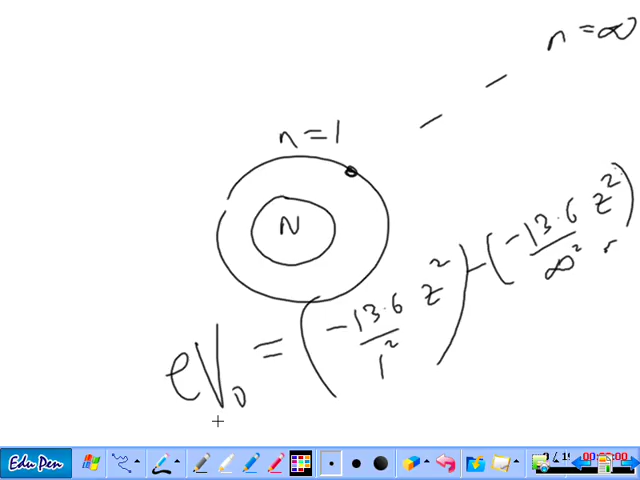 n = ∞
n = 1
N
eV₀ = (-13.6/1² z²) - (-13.6/∞² z²)
Edu Pen